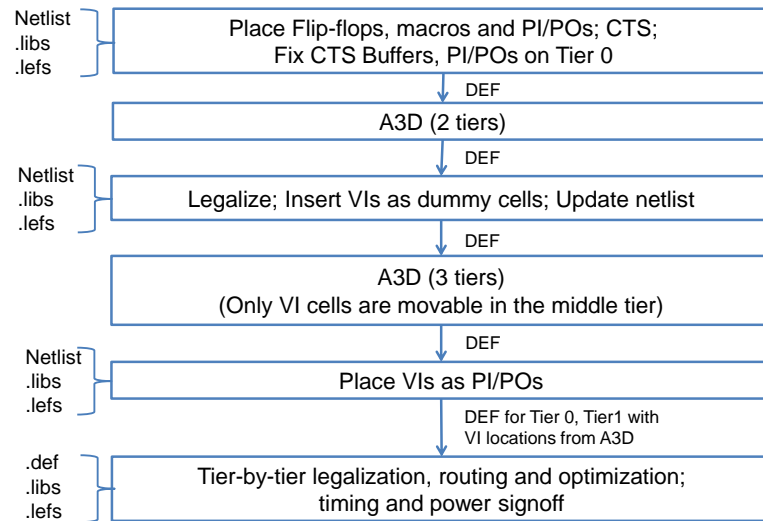 Netlist
.libs
.lefs
Place Flip-flops, macros and PI/POs; CTS;
Fix CTS Buffers, PI/POs on Tier 0
DEF
A3D (2 tiers)
DEF
Netlist
.libs
.lefs
Legalize; Insert VIs as dummy cells; Update netlist
DEF
A3D (3 tiers)
(Only VI cells are movable in the middle tier)
DEF
Netlist
.libs
.lefs
Place VIs as PI/POs
DEF for Tier 0, Tier1 with
VI locations from A3D
.def
.libs
.lefs
Tier-by-tier legalization, routing and optimization;
timing and power signoff